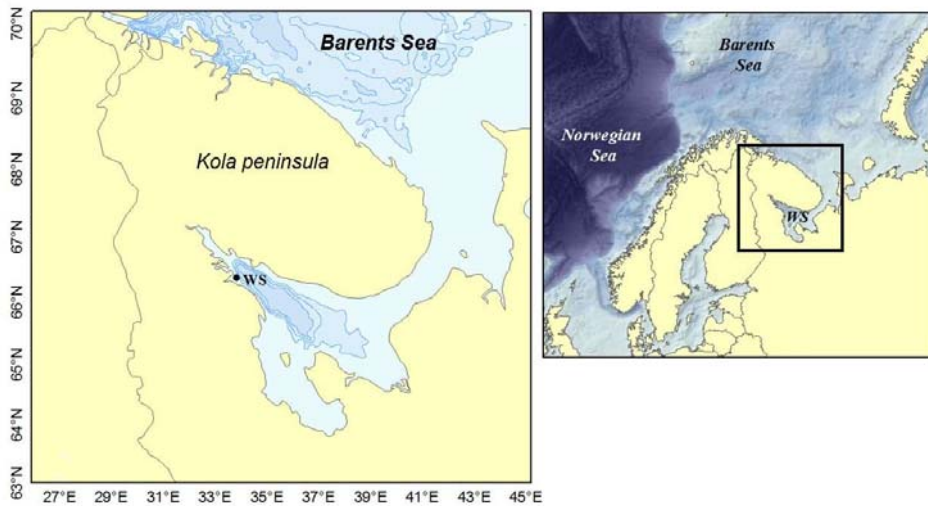 70°N
69°N
68°N
67°N
66°N
65°N
64°N
63°N
Barents Sea
Kola peninsula
WS
27°E 29°E 31°E 33°E 35°E 37°E 39°E 41°E 43°E 45°E
Barents
Sea
Norwegian
Sea
WS